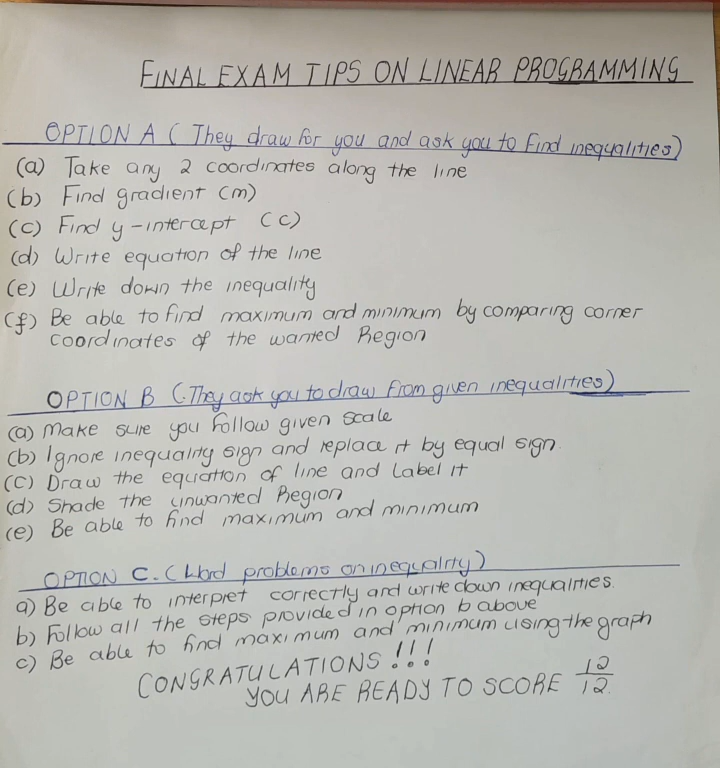 FINAL EXAM TIPS ON LINEAR PROGRAMMING
OPTION A ( They draw for you and ask you to Find inequalities)
(a) Take any 2 coordinates along the line
(b) Find gradient (m)
(c) Find y-intercept (c)
(d) Write equation of the line
(e) Write down the inequality
(f) Be able to find maximum and minimum by comparing corner
coordinates of the wanted Region
OPTION B (They ask you to draw from given inequalities)
(a) Make sure you follow given scale
(b) Ignore inequality sign and replace it by equal sign.
(c) Draw the equation of line and Label it
(d) Shade the unwanted Region
(e) Be able to find maximum and minimum
OPTION C. (Word problems on inequality)
a) Be able to interpret correctly and write down inequalities.
b) Follow all the steps provided in option b above
c) Be able to find maximum and minimum using the graph
CONGRATULATIONS !!!
YOU ARE READY TO SCORE 12/12.